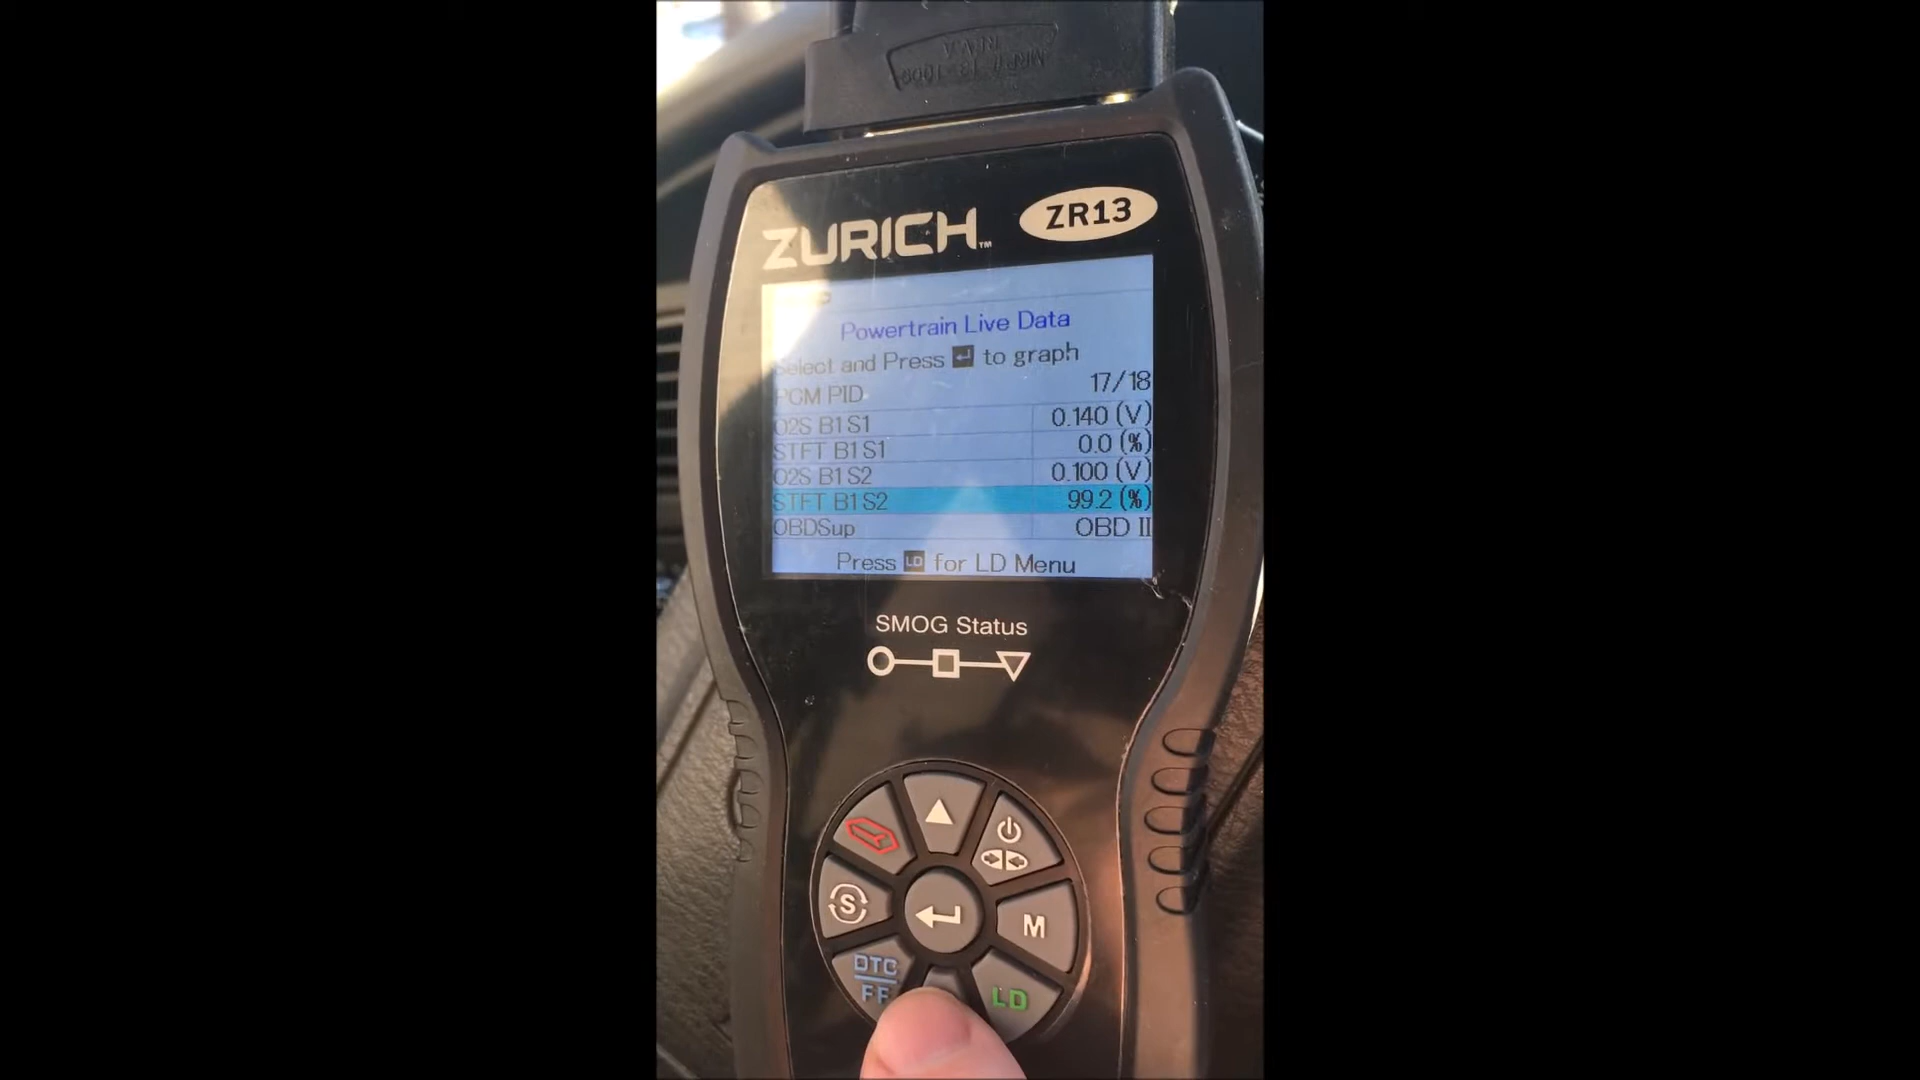 ZURICH™
ZR13
Powertrain Live Data
Select and Press to graph
PCM PID 17/18
O2S B1S1 0.140 (V)
STFT B1S1 0.0 (%)
O2S B1S2 0.100 (V)
STFT B1S2 99.2 (%)
OBDSup OBD II
Press LD for LD Menu
SMOG Status
S
M
DTC
FF
LD